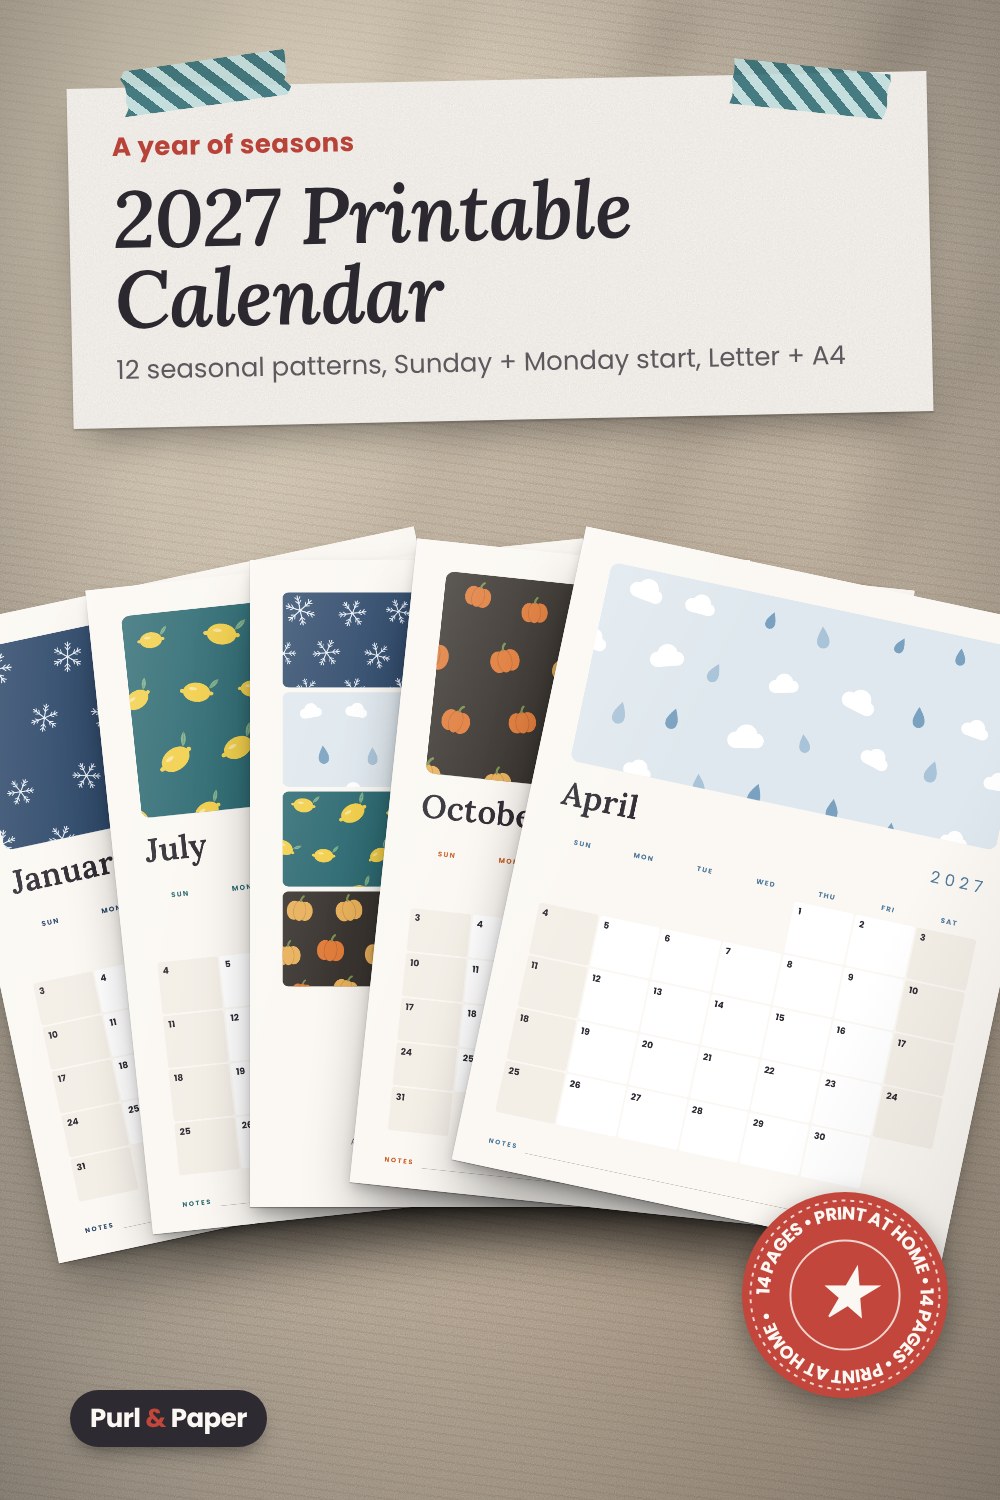 A year of seasons
2027 Printable
Calendar
12 seasonal patterns, Sunday + Monday start, Letter + A4
January
SUN MON
3 4
10 11
17 18
24 25
31
NOTES
July
SUN MON
4 5
11 12
18 19
25 26
NOTES
October
SUN MON
3 4
10 11
17 18
24 25
31
NOTES
April
2027
SUN MON TUE WED THU FRI SAT
1 2 3
4 5 6 7 8 9 10
11 12 13 14 15 16 17
18 19 20 21 22 23 24
25 26 27 28 29 30
NOTES
14 PAGES • PRINT AT HOME • 14 PAGES • PRINT AT HOME •
Purl & Paper